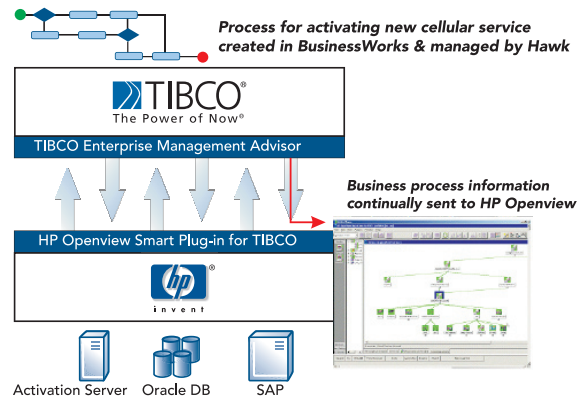 Process for activating new cellular service
created in BusinessWorks & managed by Hawk
TIBCO®
The Power of Now®
TIBCO Enterprise Management Advisor
Business process information
continually sent to HP Openview
HP Openview Smart Plug-in for TIBCO
hp®
invent
Activation Server
Oracle DB
SAP